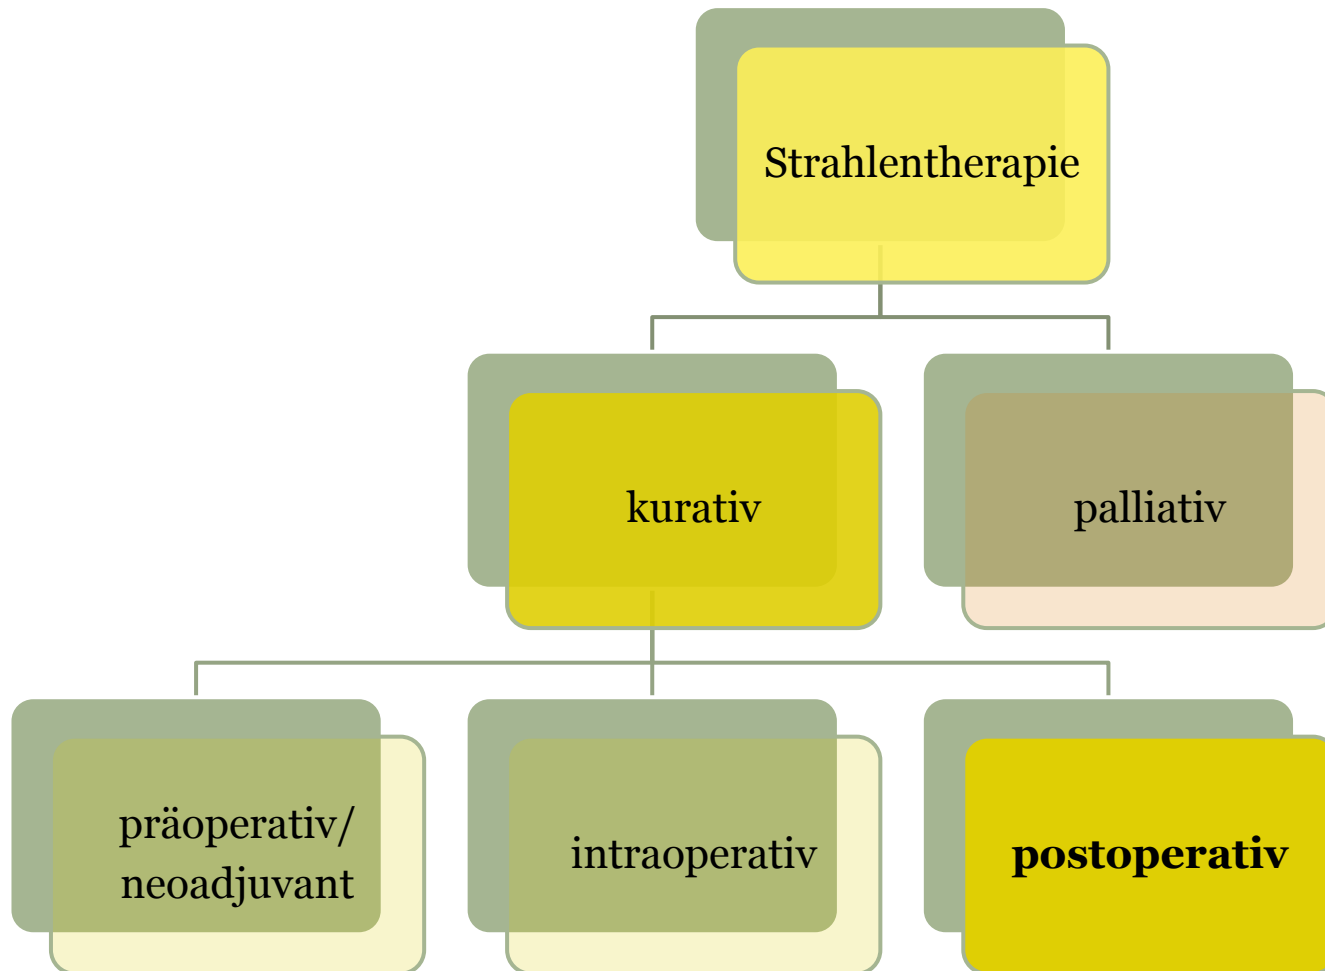 Strahlentherapie
kurativ
palliativ
präoperativ/
neoadjuvant
intraoperativ
postoperativ